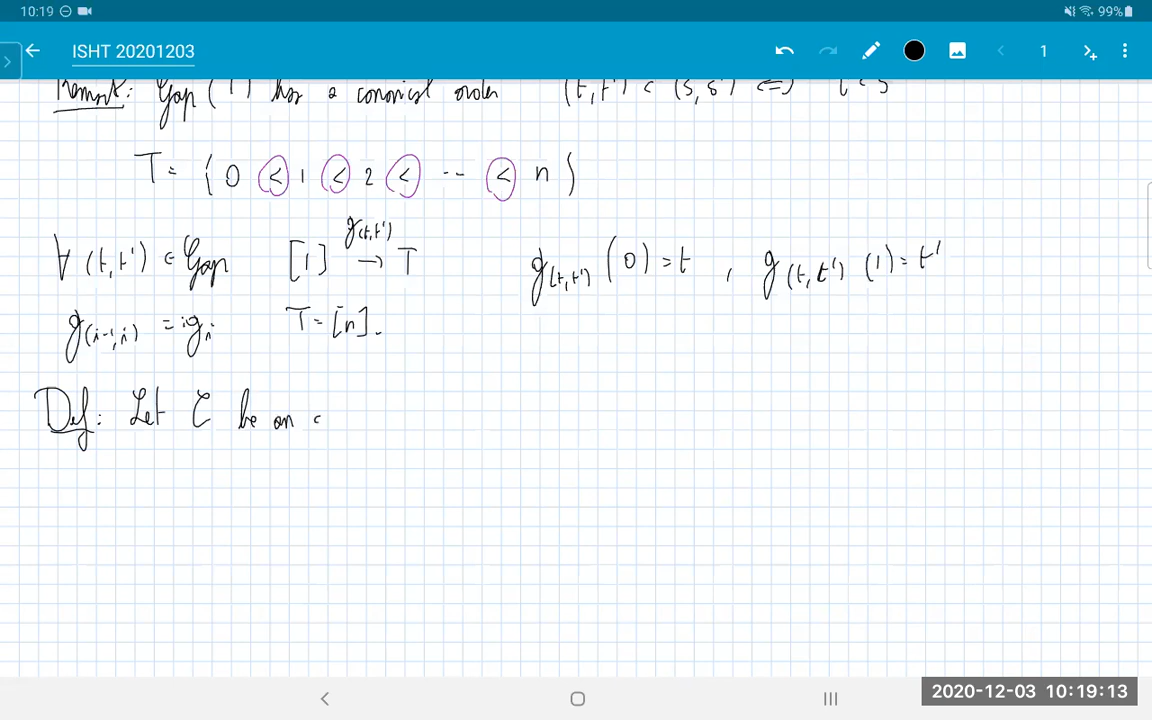 10:19 99%
ISHT 20201203 1
Remark: Gap(T) has a canonical order (t,t') < (s,s') ⇔ t < s
T = { 0 < 1 < 2 < ... < n }
∀ (t,t') ∈ Gap [1] g(t,t') → T g(t,t') (0) = t , g(t,t') (1) = t'
g(i-1,i) = g_i T = [n].
Def: Let C be an
2020-12-03 10:19:13